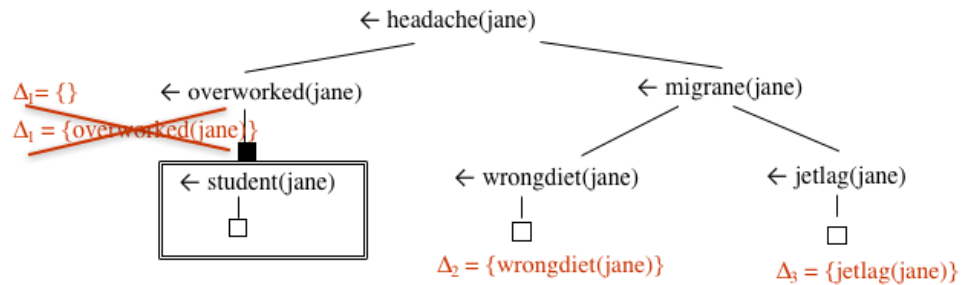 ← headache(jane)
Δ₁= {}
← overworked(jane)
← migrane(jane)
Δ₁ = {overworked(jane)}
← student(jane)
← wrongdiet(jane)
← jetlag(jane)
Δ₂ = {wrongdiet(jane)}
Δ₃ = {jetlag(jane)}